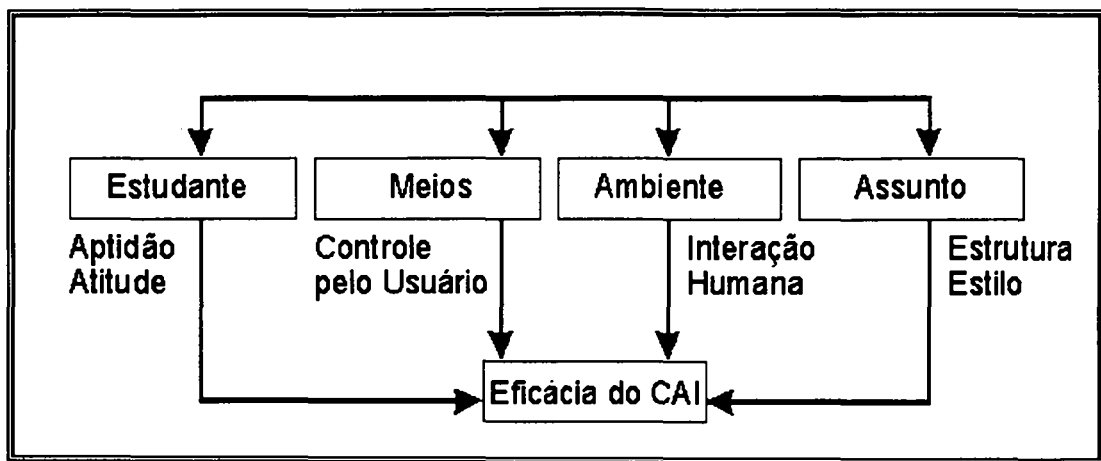 Estudante
Meios
Ambiente
Assunto
Aptidão
Atitude
Controle
pelo Usuário
Interação
Humana
Estrutura
Estilo
Eficácia do CAI